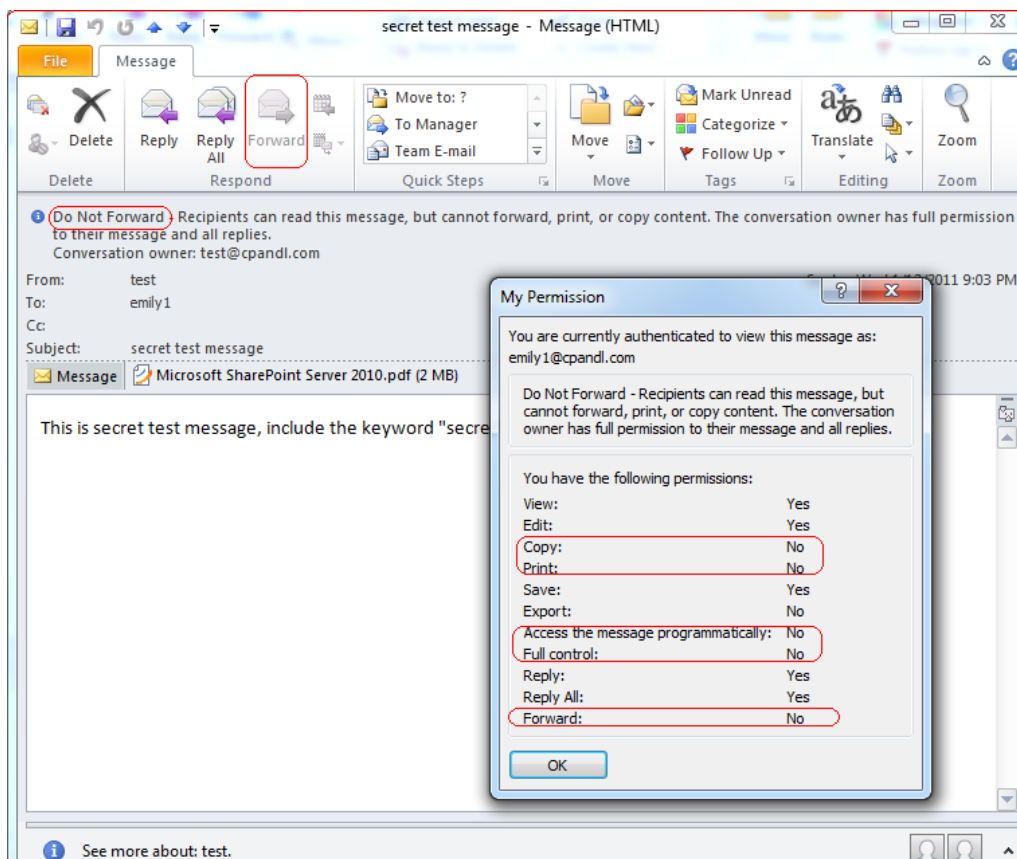 secret test message - Message (HTML)
File Message
Delete
Reply
Reply All
Forward
Move to: ?
To Manager
Team E-mail
Move
Mark Unread
Categorize
Follow Up
Translate
Zoom
Delete Respond Quick Steps Move Tags Editing Zoom
Do Not Forward - Recipients can read this message, but cannot forward, print, or copy content. The conversation owner has full permission
to their message and all replies.
Conversation owner: test@cpandl.com
From: test 2011 9:03 PM
To: emily1
Cc:
Subject: secret test message
Message Microsoft SharePoint Server 2010.pdf (2 MB)
This is secret test message, include the keyword "secre
My Permission
You are currently authenticated to view this message as:
emily1@cpandl.com
Do Not Forward - Recipients can read this message, but
cannot forward, print, or copy content. The conversation
owner has full permission to their message and all replies.
You have the following permissions:
View: Yes
Edit: Yes
Copy: No
Print: No
Save: Yes
Export: No
Access the message programmatically: No
Full control: No
Reply: Yes
Reply All: Yes
Forward: No
OK
See more about: test.